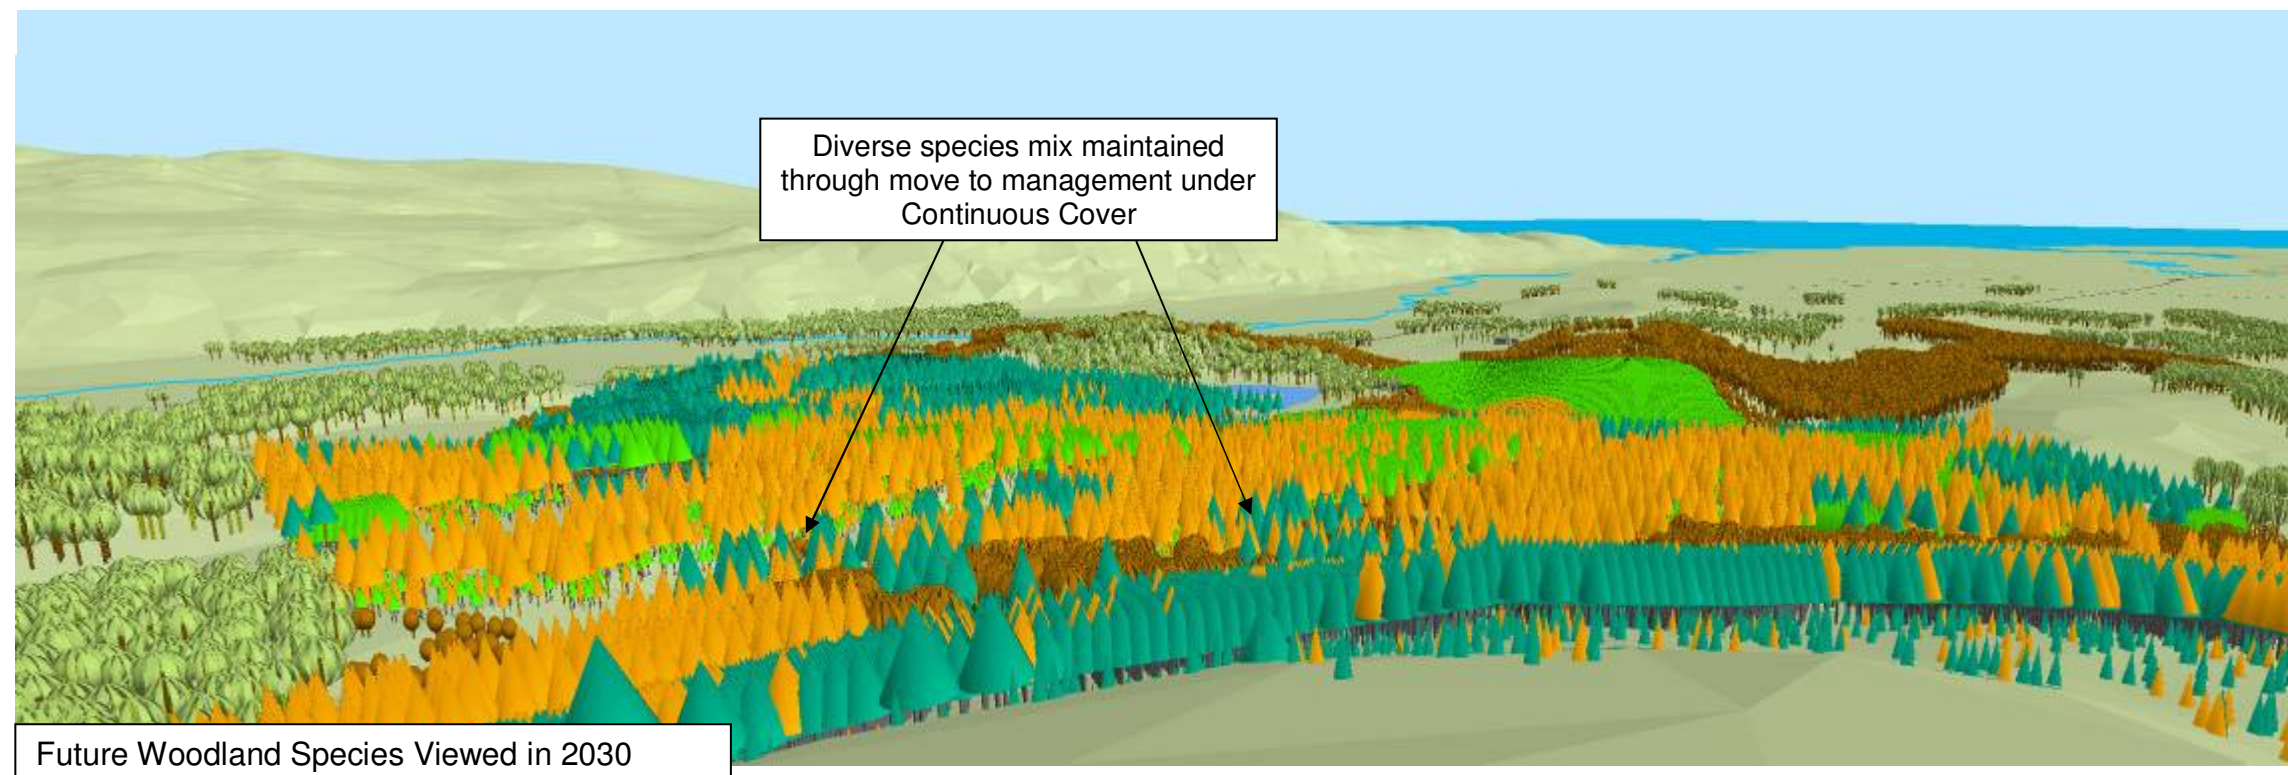 Diverse species mix maintained
through move to management under
Continuous Cover
Future Woodland Species Viewed in 2030